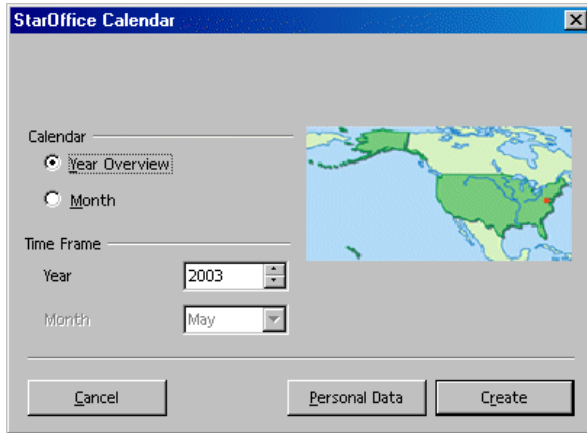 StarOffice Calendar
Calendar
Year Overview
Month
Time Frame
Year 2003
Month May
Cancel Personal Data Create